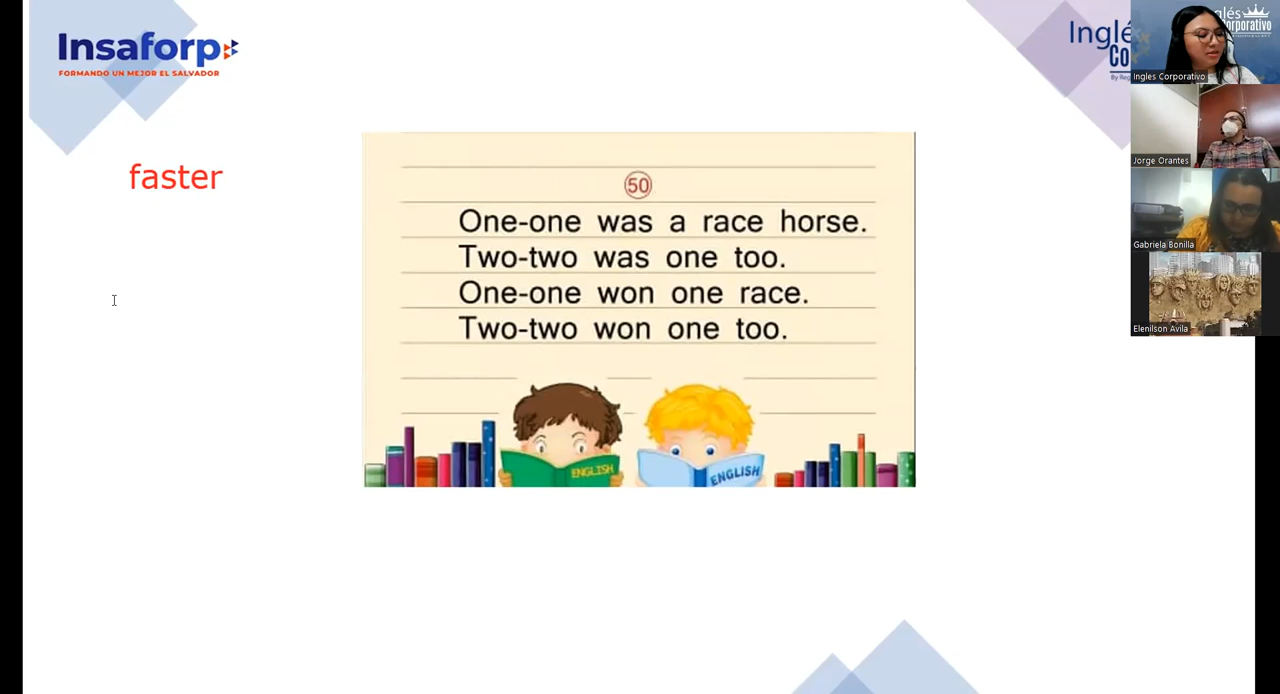 Insaforp
FORMANDO UN MEJOR EL SALVADOR
faster
50
One-one was a race horse.
Two-two was one too.
One-one won one race.
Two-two won one too.
ENGLISH
ENGLISH
Ingles Corporativo
Jorge Orantes
Gabriela Bonilla
Elenilson Avila